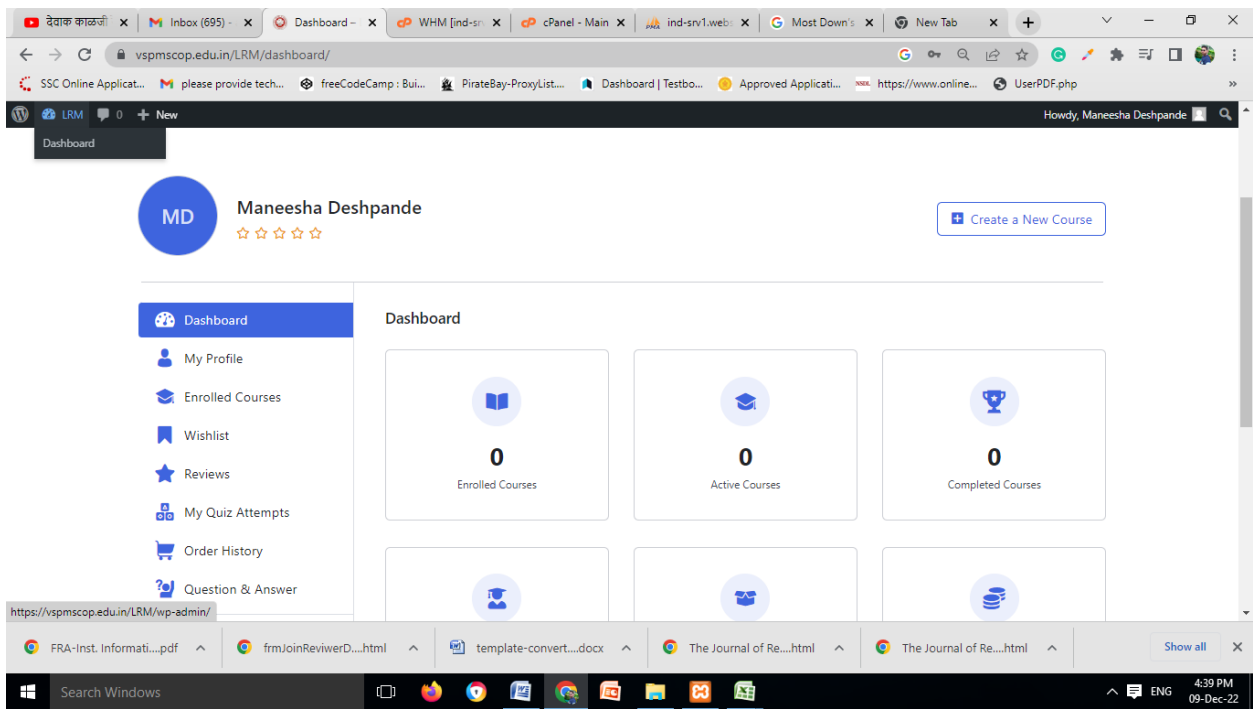 देवाक काळजी
Inbox (695) -
Dashboard –
WHM [ind-srv
cPanel - Main
ind-srv1.webs
Most Down's
New Tab
vspmscop.edu.in/LRM/dashboard/
SSC Online Applicat...
please provide tech...
freeCodeCamp : Bui...
PirateBay-ProxyList....
Dashboard | Testbo...
Approved Applicati...
NSDL
https://www.online...
UserPDF.php
»
LRM 0 + New
Howdy, Maneesha Deshpande
Dashboard
MD
Maneesha Deshpande
Create a New Course
Dashboard
My Profile
Enrolled Courses
Wishlist
Reviews
My Quiz Attempts
Order History
Question & Answer
Dashboard
0
Enrolled Courses
0
Active Courses
0
Completed Courses
https://vspmscop.edu.in/LRM/wp-admin/
FRA-Inst. Informati....pdf
frmJoinReviwerD....html
template-convert....docx
The Journal of Re....html
The Journal of Re....html
Show all
Search Windows
ENG
4:39 PM
09-Dec-22